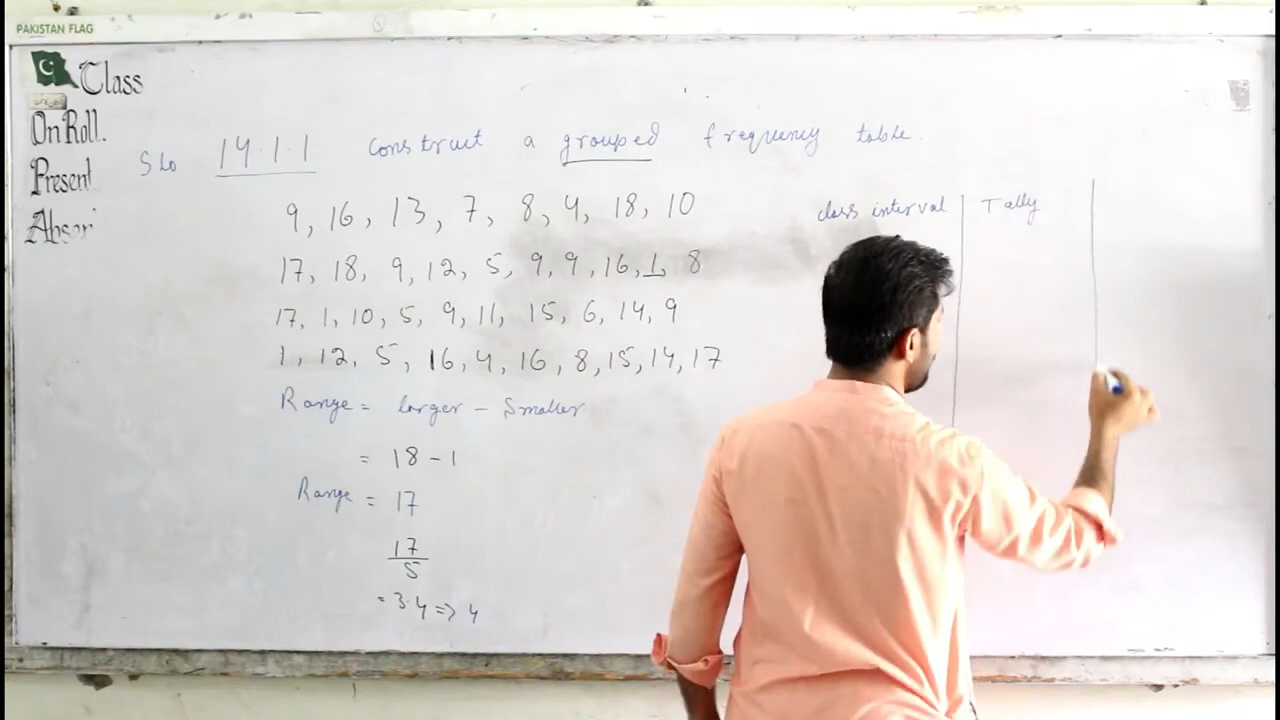 PAKISTAN FLAG
Class
On Roll.
Present
Absen
Slo 14.1.1 construct a grouped frequency table.
9, 16, 13, 7, 8, 4, 18, 10
17, 18, 9, 12, 5, 9, 9, 16, 1, 8
17, 1, 10, 5, 9, 11, 15, 6, 14, 9
1, 12, 5, 16, 4, 16, 8, 15, 14, 17
Range = larger - Smaller
= 18 - 1
Range = 17
17/5
= 3.4 => 4
class interval Tally